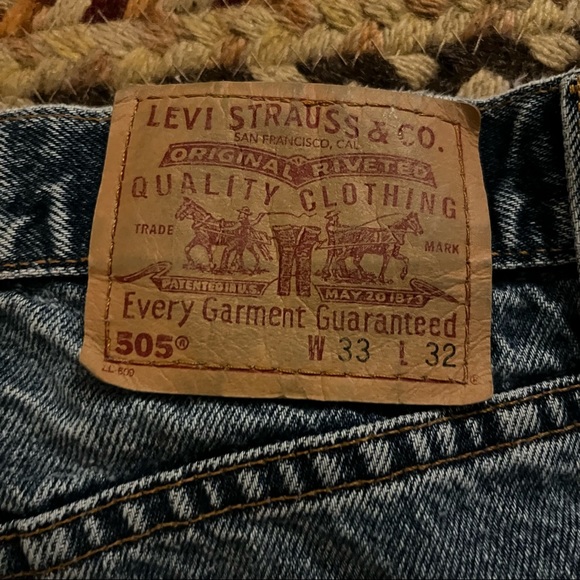 LEVI STRAUSS & CO.
SAN FRANCISCO, CAL.
ORIGINAL RIVETED
QUALITY CLOTHING
TRADE MARK
PATENTED IN U.S. MAY 20 1873
Every Garment Guaranteed
505® W 33 L 32